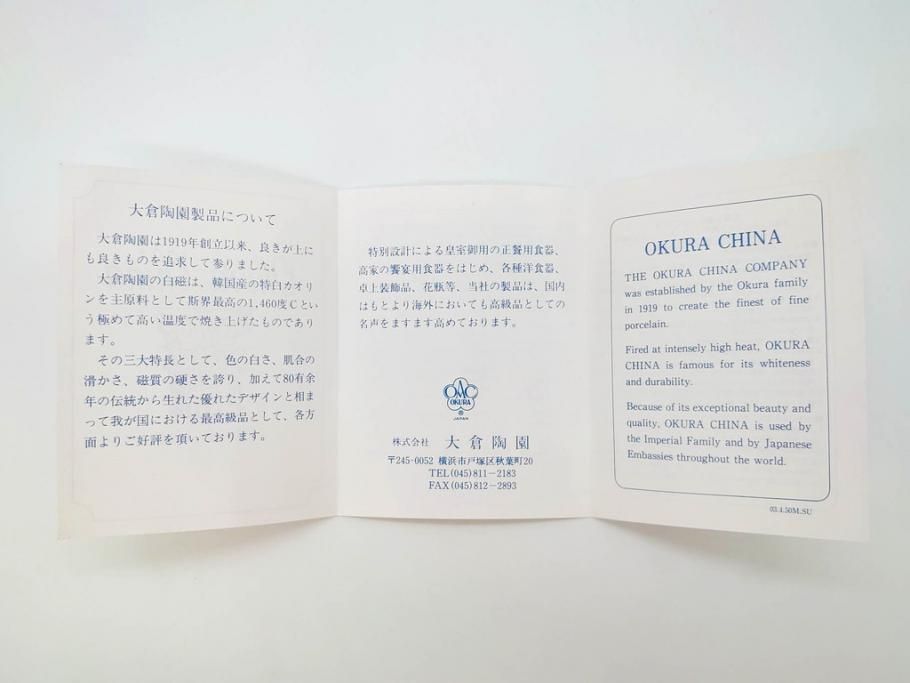 大倉陶園製品について
大倉陶園は1919年創立以来、良きが上に
も良きものを追求して参りました。
大倉陶園の白磁は、韓国産の特白カオリ
ンを主原料として斯界最高の1,460度Cとい
う極めて高い温度で焼き上げたものであり
ます。
その三大特長として、色の白さ、肌合の
滑かさ、磁質の硬さを誇り、加えて80有余
年の伝統から生れた優れたデザインと相ま
って我が国における最高級品として、各方
面よりご好評を頂いております。
特別設計による皇室御用の正餐用食器、
高家の饗宴用食器をはじめ、各種洋食器、
卓上装飾品、花瓶等、当社の製品は、国内
はもとより海外においても高級品としての
名声をますます高めております。
OAC
OKURA
JAPAN
株式会社 大倉陶園
〒245-0052 横浜市戸塚区秋葉町20
TEL(045)811-2183
FAX(045)812-2893
OKURA CHINA
THE OKURA CHINA COMPANY
was established by the Okura family
in 1919 to create the finest of fine
porcelain.
Fired at intensely high heat, OKURA
CHINA is famous for its whiteness
and durability.
Because of its exceptional beauty and
quality, OKURA CHINA is used by
the Imperial Family and by Japanese
Embassies throughout the world.
03.4.50M.SU